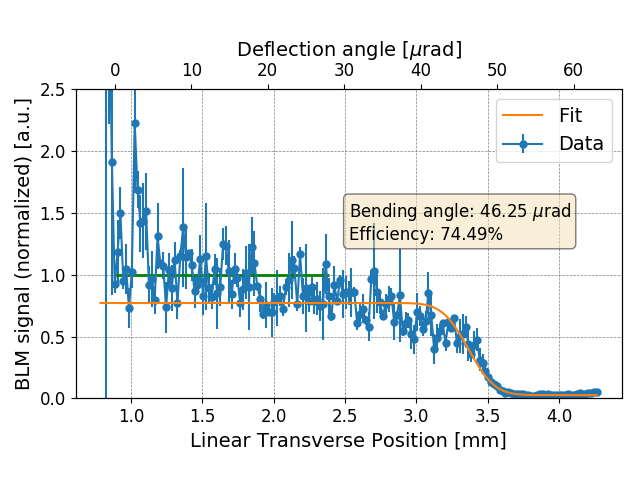 Deflection angle [μrad]
0 10 20 30 40 50 60
BLM signal (normalized) [a.u.]
2.5
2.0
1.5
1.0
0.5
0.0
Fit
Data
Bending angle: 46.25 μrad
Efficiency: 74.49%
1.0 1.5 2.0 2.5 3.0 3.5 4.0
Linear Transverse Position [mm]